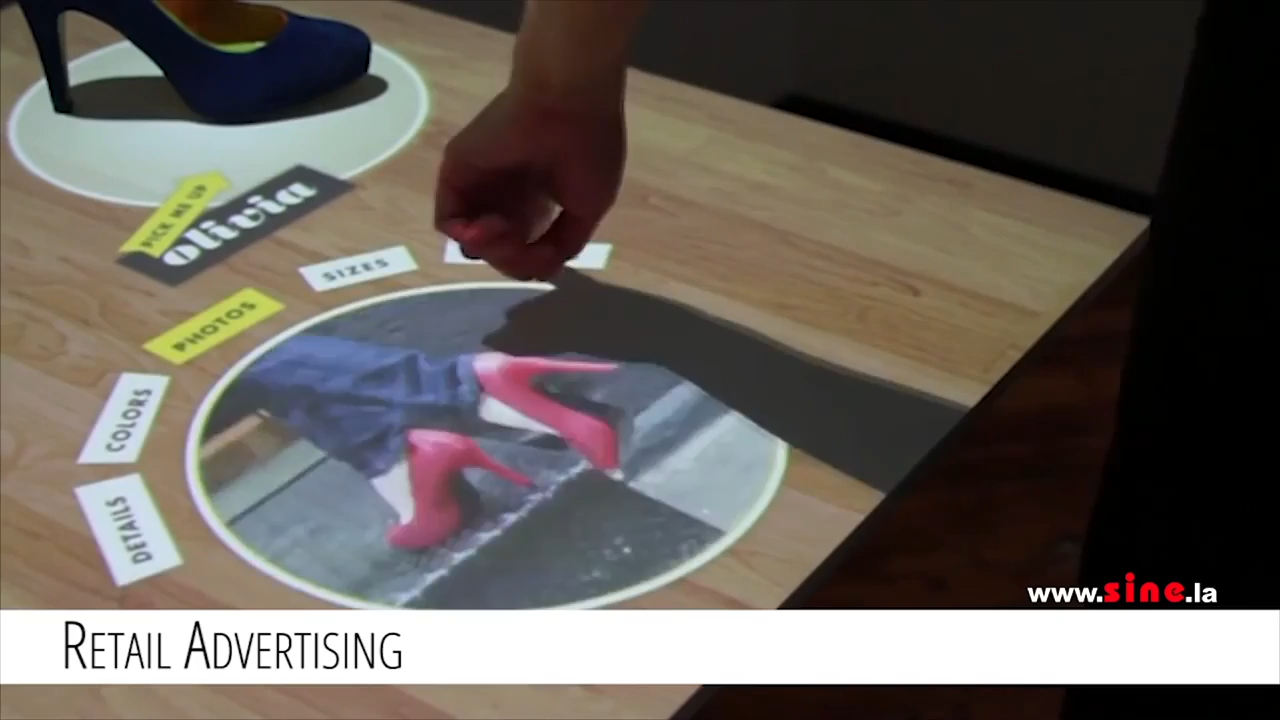 PICK ME UP
olivia
SIZES
PHOTOS
COLORS
DETAILS
www.sine.la
RETAIL ADVERTISING